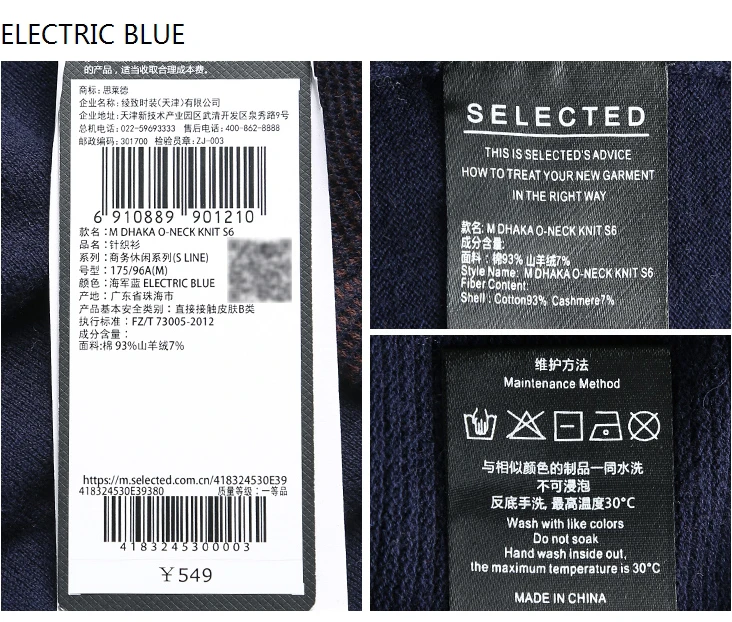 ELECTRIC BLUE
的产品，适当收取合理成本费。
商标: 思莱德
企业名称: 绫致时装(天津)有限公司
企业地址: 天津新技术产业园区武清开发区泉秀路9号
总机电话: 022-59693333 售后电话: 400-862-8888
邮政编码: 301700 检验员章: ZJ-003
6 910889 901210
款名: M DHAKA O-NECK KNIT S6
品名: 针织衫
系列: 商务休闲系列(S LINE)
号型: 175/96A(M)
颜色: 海军蓝 ELECTRIC BLUE
产地: 广东省珠海市
产品基本安全类别: 直接接触皮肤B类
执行标准: FZ/T 73005-2012
成分含量:
面料:棉 93%山羊绒7%
https://m.selected.com.cn/418324530E39
418324530E39380 质量等级: 一等品
4183245300003
￥549
SELECTED
THIS IS SELECTED'S ADVICE
HOW TO TREAT YOUR NEW GARMENT
IN THE RIGHT WAY
款名: M DHAKA O-NECK KNIT S6
成分含量:
面料: 棉93% 山羊绒7%
Style Name: M DHAKA O-NECK KNIT S6
Fiber Content:
Shell: Cotton93% Cashmere7%
维护方法
Maintenance Method
与相似颜色的制品一同水洗
不可浸泡
反底手洗, 最高温度30°C
Wash with like colors
Do not soak
Hand wash inside out,
the maximum temperature is 30°C
MADE IN CHINA